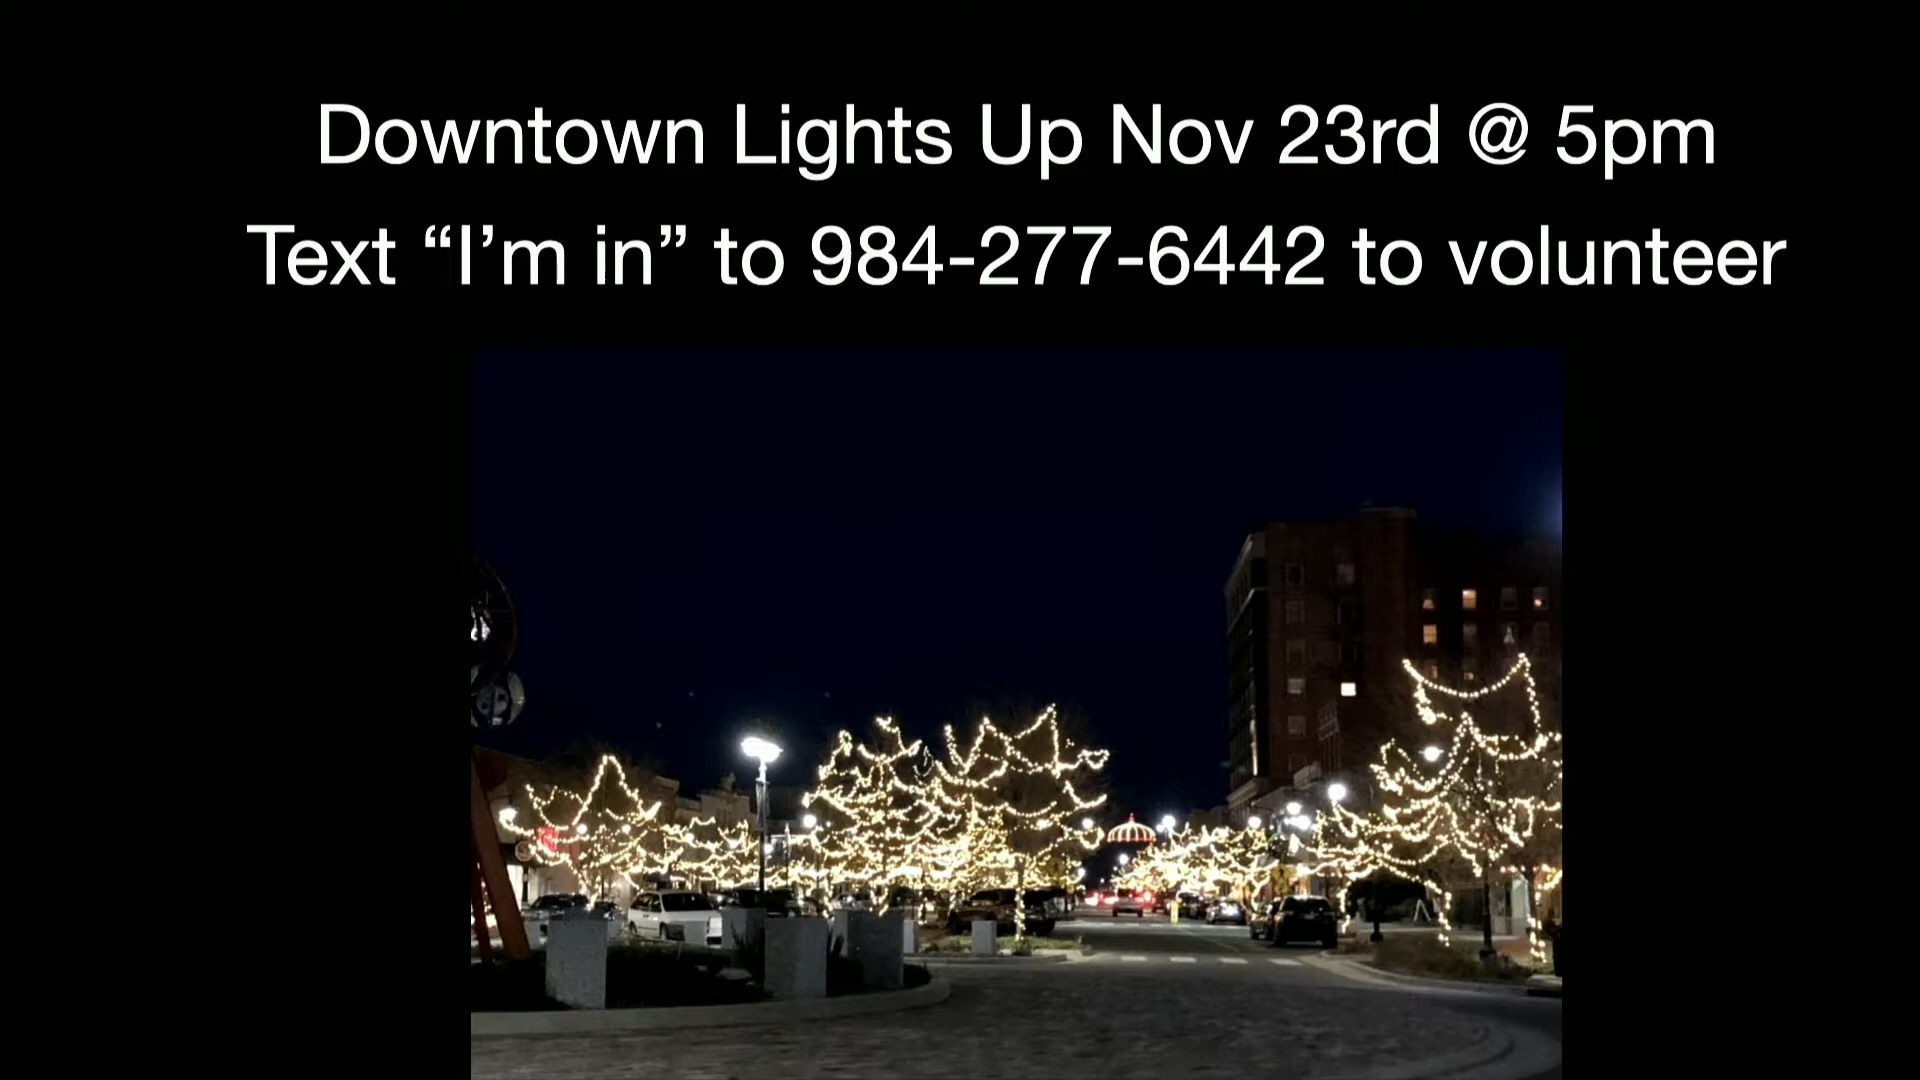 Downtown Lights Up Nov 23rd @ 5pm
Text “I’m in” to 984-277-6442 to volunteer